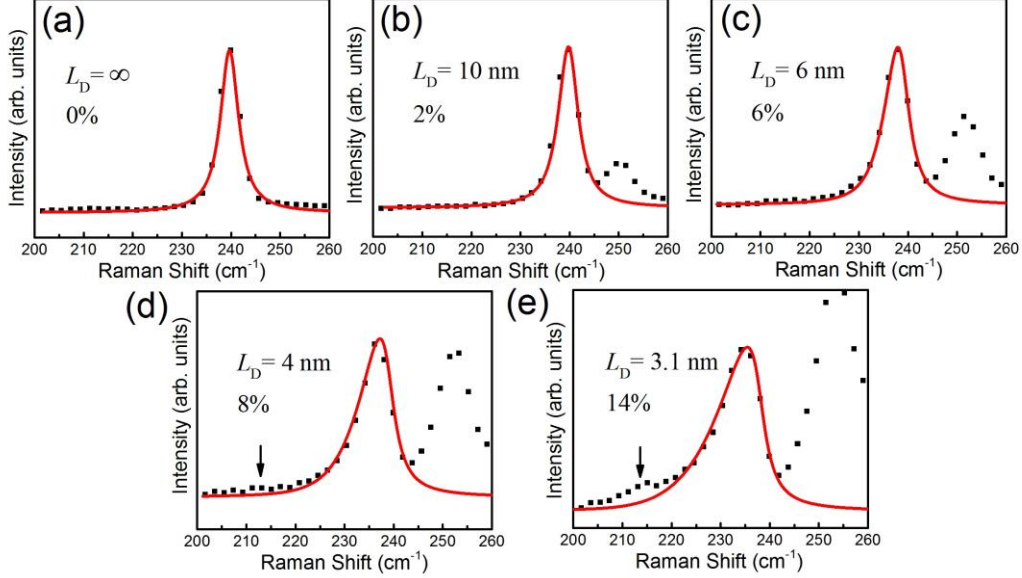 (a)
Intensity (arb. units)
L_D= ∞
0%
200 210 220 230 240 250 260
Raman Shift (cm⁻¹)
(b)
Intensity (arb. units)
L_D= 10 nm
2%
200 210 220 230 240 250 260
Raman Shift (cm⁻¹)
(c)
Intensity (arb. units)
L_D= 6 nm
6%
200 210 220 230 240 250 260
Raman Shift (cm⁻¹)
(d)
Intensity (arb. units)
L_D= 4 nm
8%
200 210 220 230 240 250 260
Raman Shift (cm⁻¹)
(e)
Intensity (arb. units)
L_D= 3.1 nm
14%
200 210 220 230 240 250 260
Raman Shift (cm⁻¹)